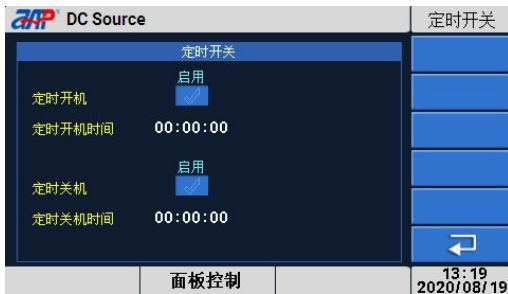 AAP DC Source
定时开关
定时开关
启用
定时开机
定时开机时间 00:00:00
启用
定时关机
定时关机时间 00:00:00
面板控制
13:19
2020/08/19